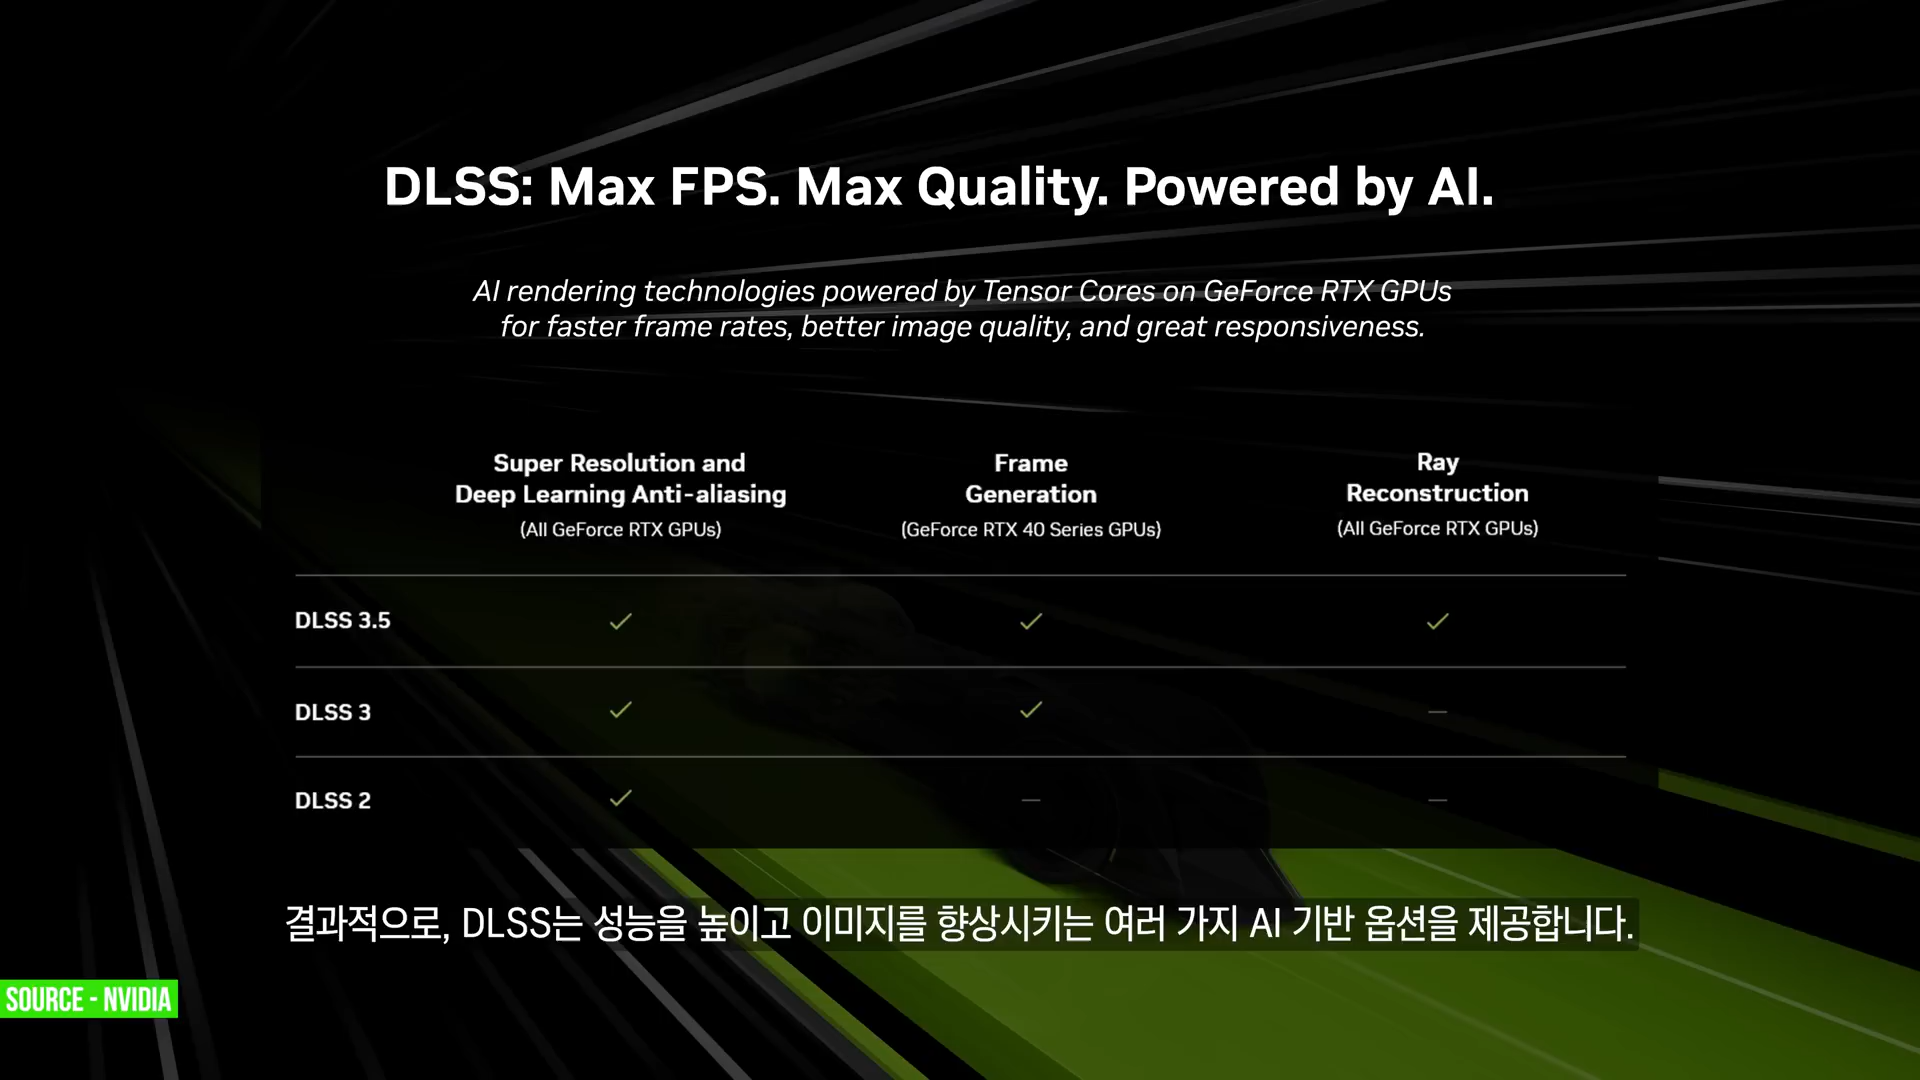 DLSS: Max FPS. Max Quality. Powered by AI.
AI rendering technologies powered by Tensor Cores on GeForce RTX GPUs
for faster frame rates, better image quality, and great responsiveness.
Super Resolution and
Deep Learning Anti-aliasing
(All GeForce RTX GPUs)
Frame
Generation
(GeForce RTX 40 Series GPUs)
Ray
Reconstruction
(All GeForce RTX GPUs)
DLSS 3.5 ✓ ✓ ✓
DLSS 3 ✓ ✓ —
DLSS 2 ✓ — —
결과적으로, DLSS는 성능을 높이고 이미지를 향상시키는 여러 가지 AI 기반 옵션을 제공합니다.
SOURCE - NVIDIA